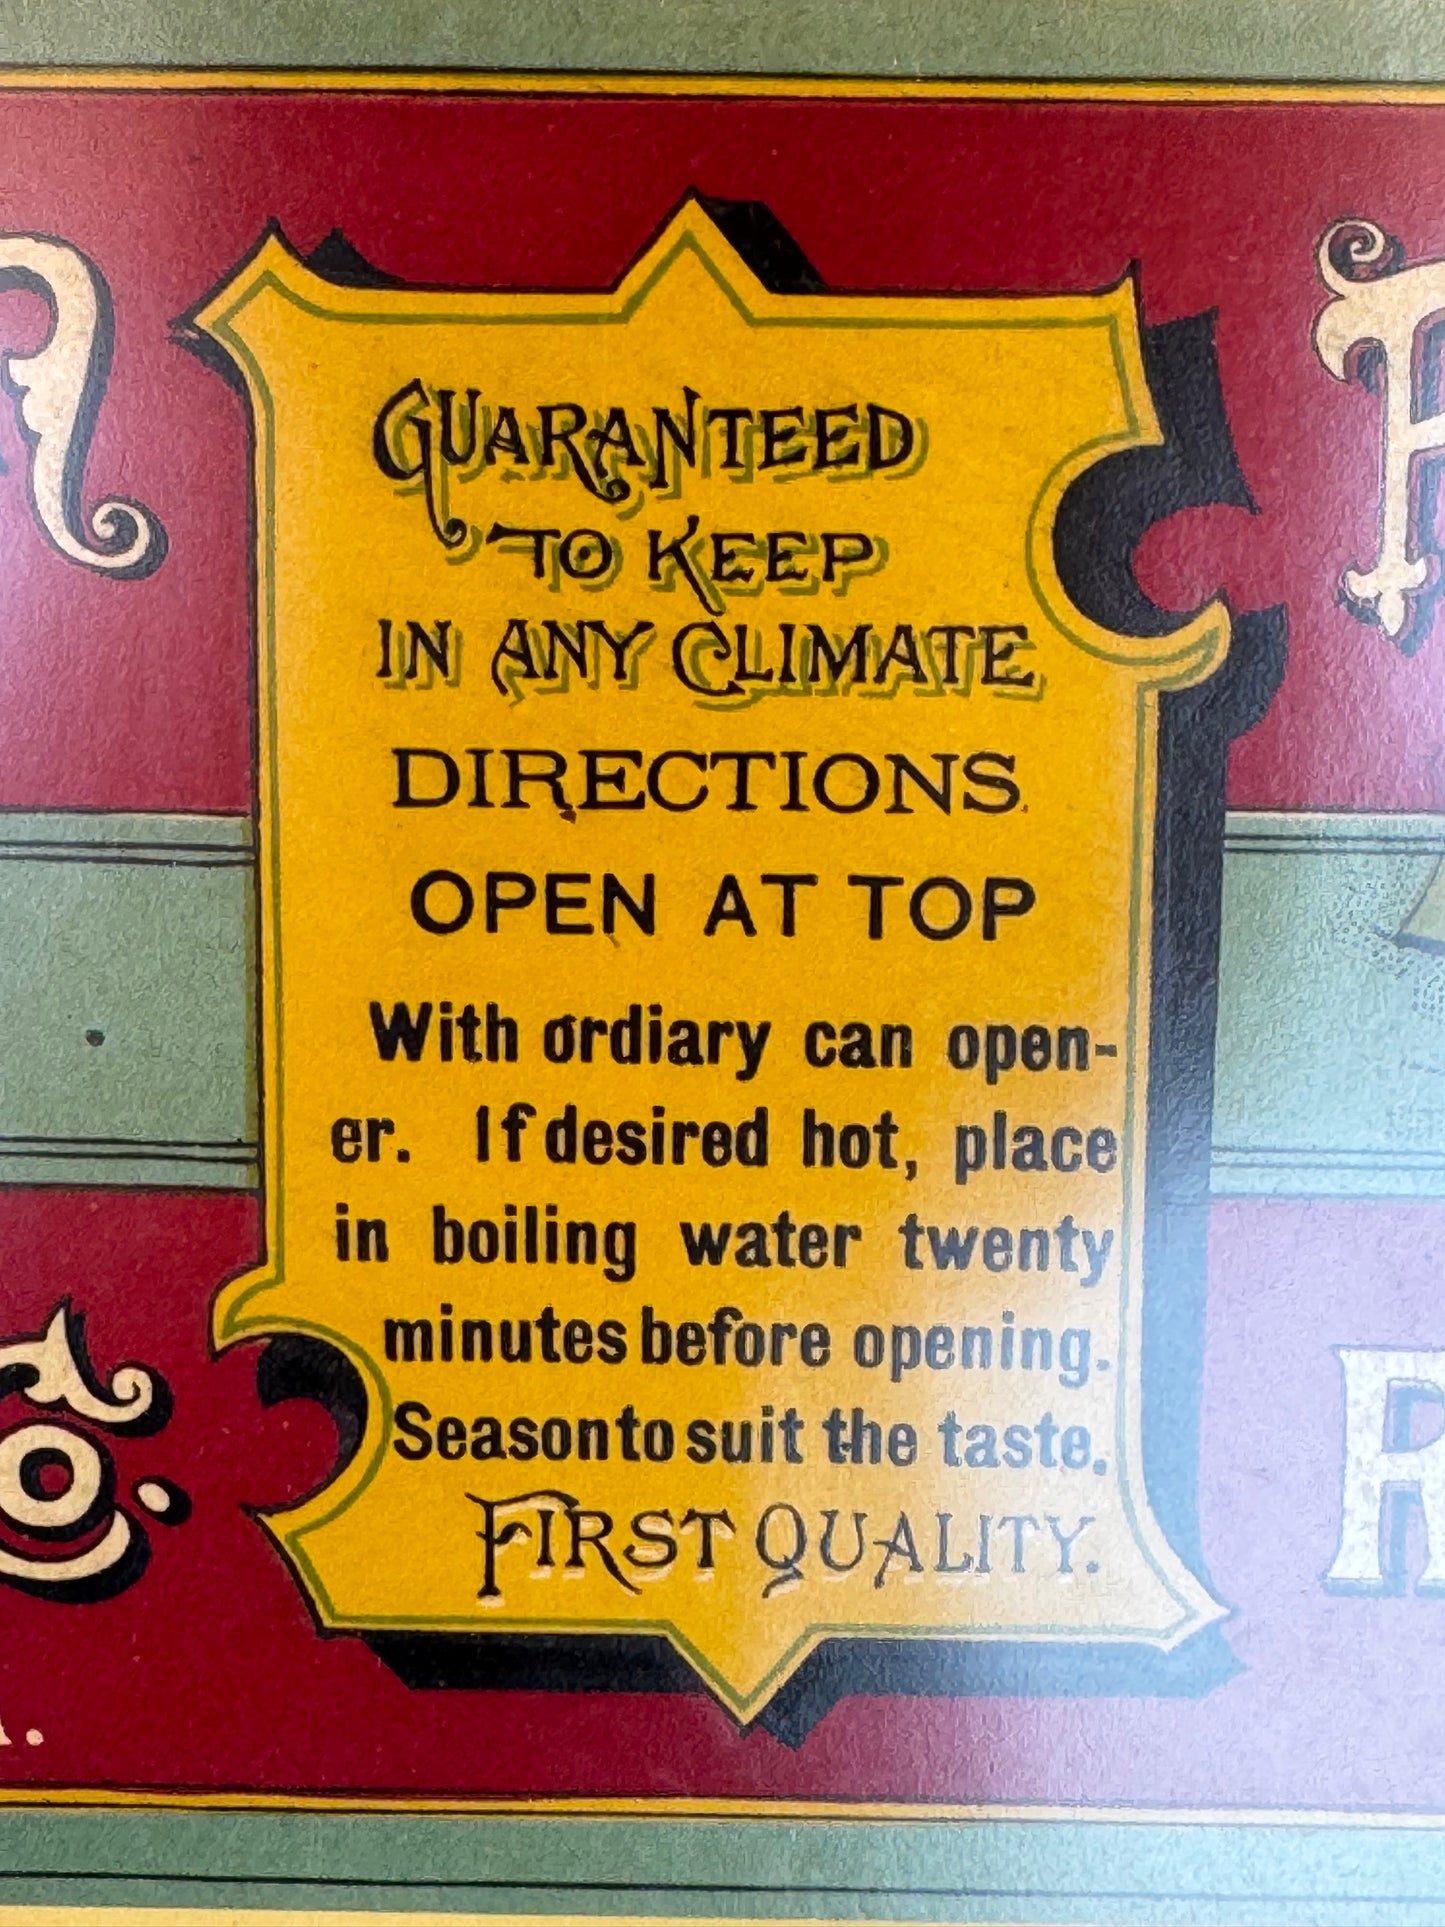 GUARANTEED
TO KEEP
IN ANY CLIMATE
DIRECTIONS.
OPEN AT TOP
With ordiary can open-
er. If desired hot, place
in boiling water twenty
minutes before opening.
Season to suit the taste.
FIRST QUALITY.